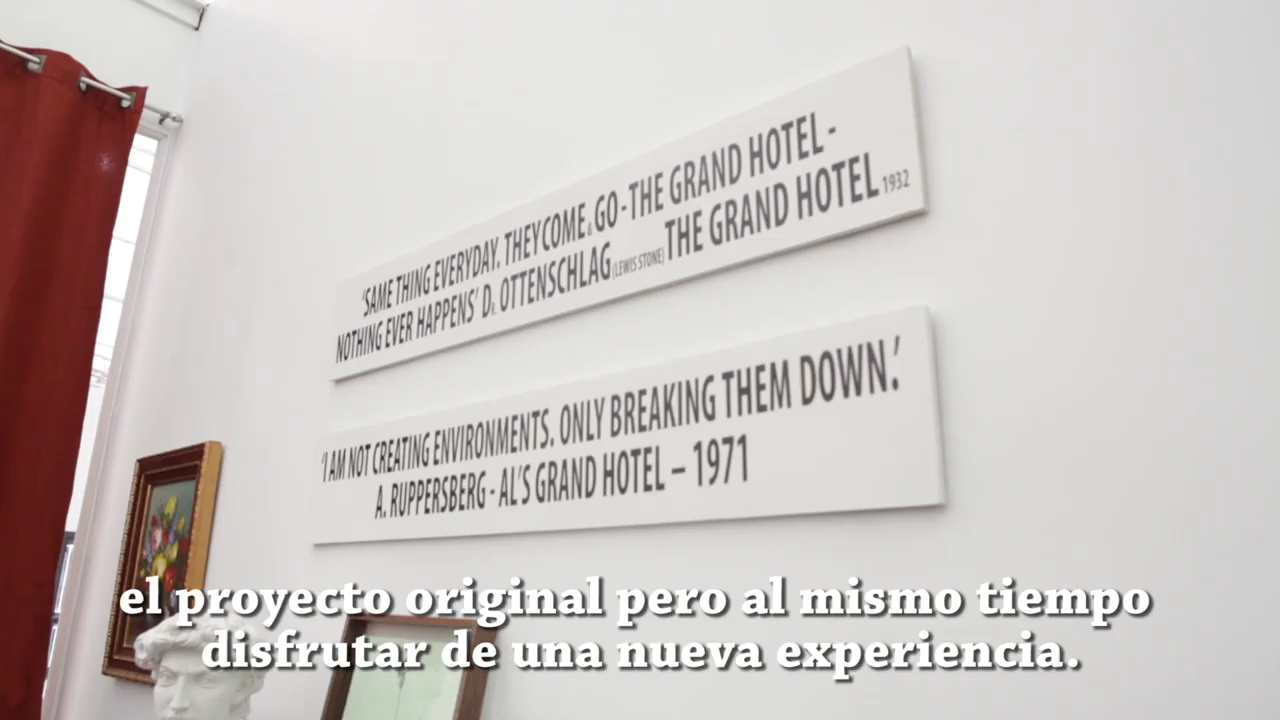 'SAME THING EVERYDAY. THEY COME & GO - THE GRAND HOTEL -
NOTHING EVER HAPPENS' DR. OTTENSCHLAG (LEWIS STONE) THE GRAND HOTEL 1932
'I AM NOT CREATING ENVIRONMENTS. ONLY BREAKING THEM DOWN.'
A. RUPPERSBERG - AL'S GRAND HOTEL – 1971
el proyecto original pero al mismo tiempo
disfrutar de una nueva experiencia.